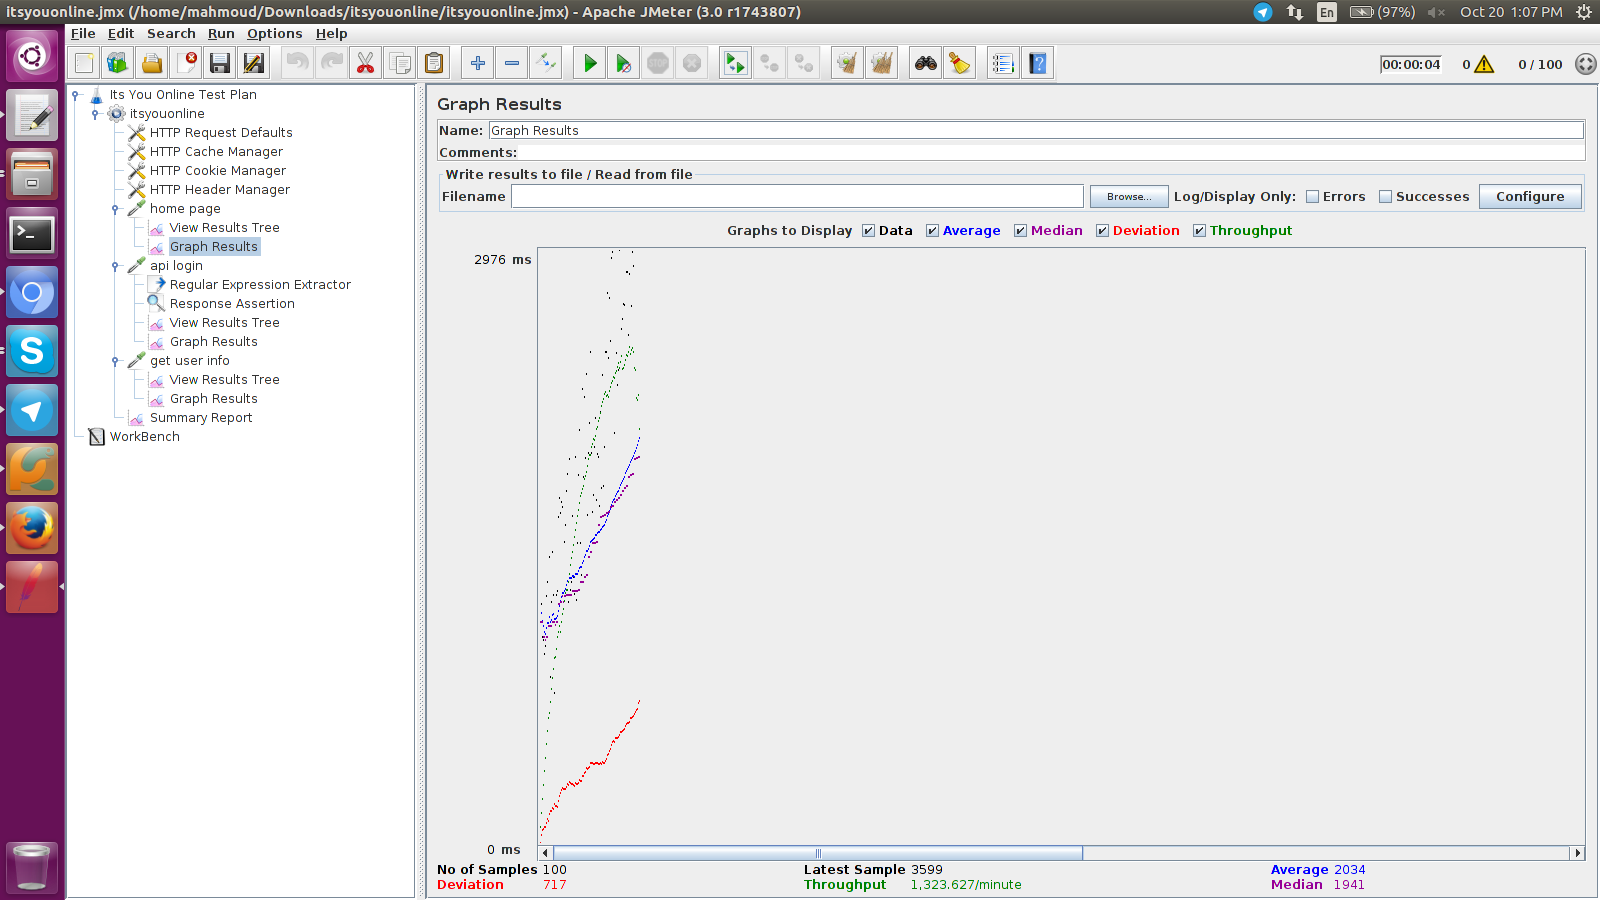 itsyouonline.jmx (/home/mahmoud/Downloads/itsyouonline/itsyouonline.jmx) - Apache JMeter (3.0 r1743807) En (97%) Oct 20 1:07 PM
File Edit Search Run Options Help
STOP 00:00:04 0 0 / 100
Its You Online Test Plan
itsyouonline
HTTP Request Defaults
HTTP Cache Manager
HTTP Cookie Manager
HTTP Header Manager
home page
View Results Tree
Graph Results
api login
Regular Expression Extractor
Response Assertion
View Results Tree
Graph Results
get user info
View Results Tree
Graph Results
Summary Report
WorkBench
Graph Results
Name: Graph Results
Comments:
Write results to file / Read from file
Filename Browse... Log/Display Only: Errors Successes Configure
Graphs to Display Data Average Median Deviation Throughput
2976 ms
0 ms
No of Samples 100 Latest Sample 3599 Average 2034
Deviation 717 Throughput 1,323.627/minute Median 1941